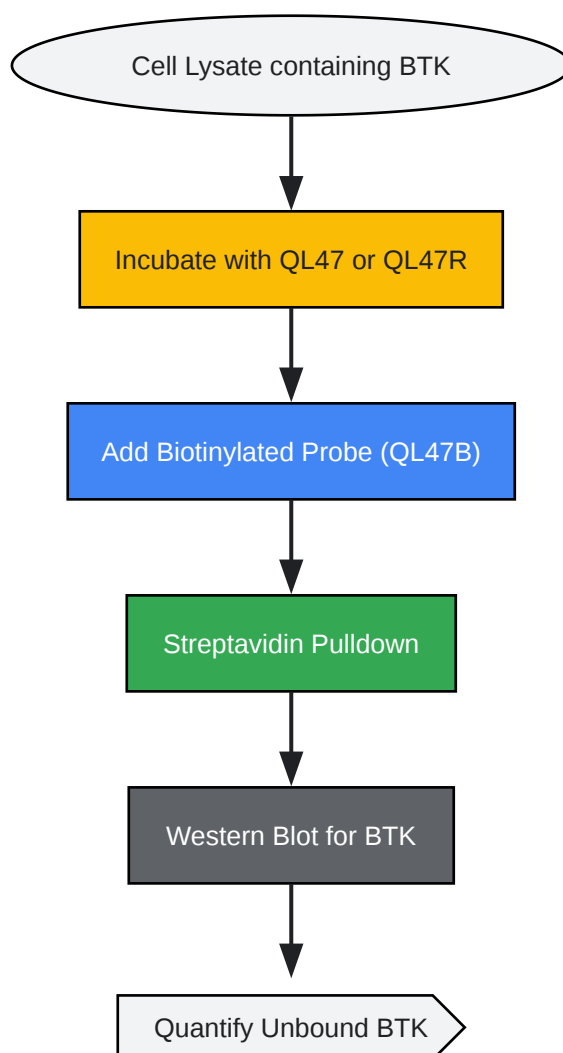 Cell Lysate containing BTK
Incubate with QL47 or QL47R
Add Biotinylated Probe (QL47B)
Streptavidin Pulldown
Western Blot for BTK
Quantify Unbound BTK